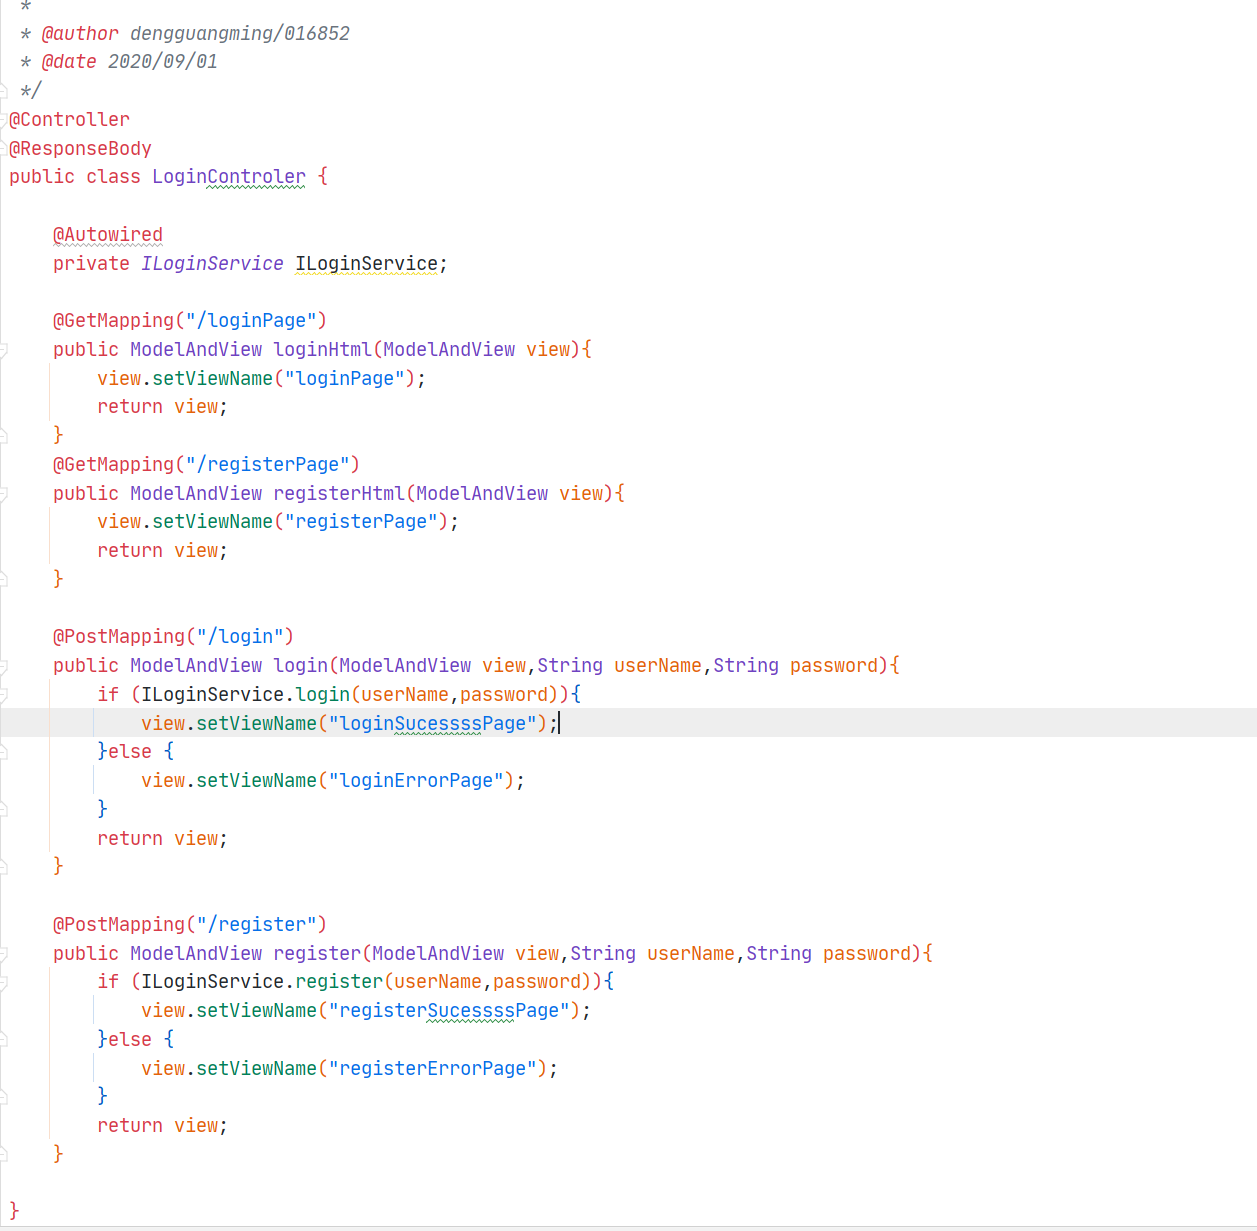 *
* @author dengguangming/016852
* @date 2020/09/01
*/
@Controller
@ResponseBody
public class LoginControler {
@Autowired
private ILoginService ILoginService;
@GetMapping("/loginPage")
public ModelAndView loginHtml(ModelAndView view){
view.setViewName("loginPage");
return view;
}
@GetMapping("/registerPage")
public ModelAndView registerHtml(ModelAndView view){
view.setViewName("registerPage");
return view;
}
@PostMapping("/login")
public ModelAndView login(ModelAndView view,String userName,String password){
if (ILoginService.login(userName,password)){
view.setViewName("loginSucessssPage");
}else {
view.setViewName("loginErrorPage");
}
return view;
}
@PostMapping("/register")
public ModelAndView register(ModelAndView view,String userName,String password){
if (ILoginService.register(userName,password)){
view.setViewName("registerSucessssPage");
}else {
view.setViewName("registerErrorPage");
}
return view;
}
}